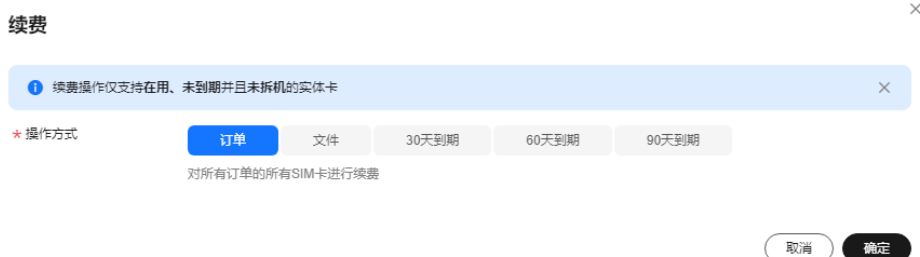 续费
续费操作仅支持在用、未到期并且未拆机的实体卡
* 操作方式 订单 文件 30天到期 60天到期 90天到期
对所有订单的所有SIM卡进行续费
取消 确定